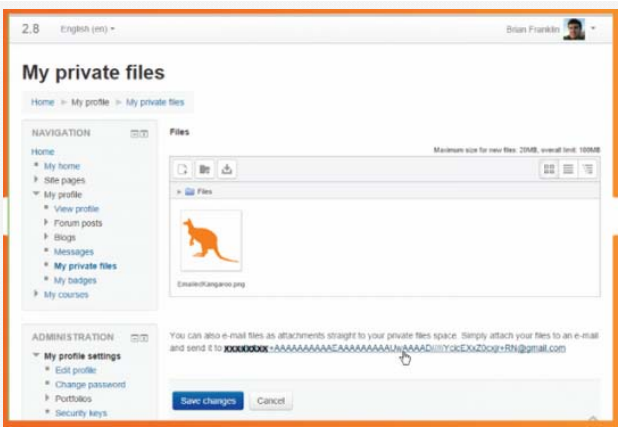 2.8 English (en)
Brian Franklin
My private files
Home My profile My private files
NAVIGATION
Home
My home
Site pages
My profile
View profile
Forum posts
Blogs
Messages
My private files
My badges
My courses
ADMINISTRATION
My profile settings
Edit profile
Change password
Portfolios
Security keys
Files
Maximum size for new files: 20MB, overall limit: 100MB
Files
EmailedKangaroo.png
You can also e-mail files as attachments straight to your private files space. Simply attach your files to an e-mail
and send it to
Save changes Cancel